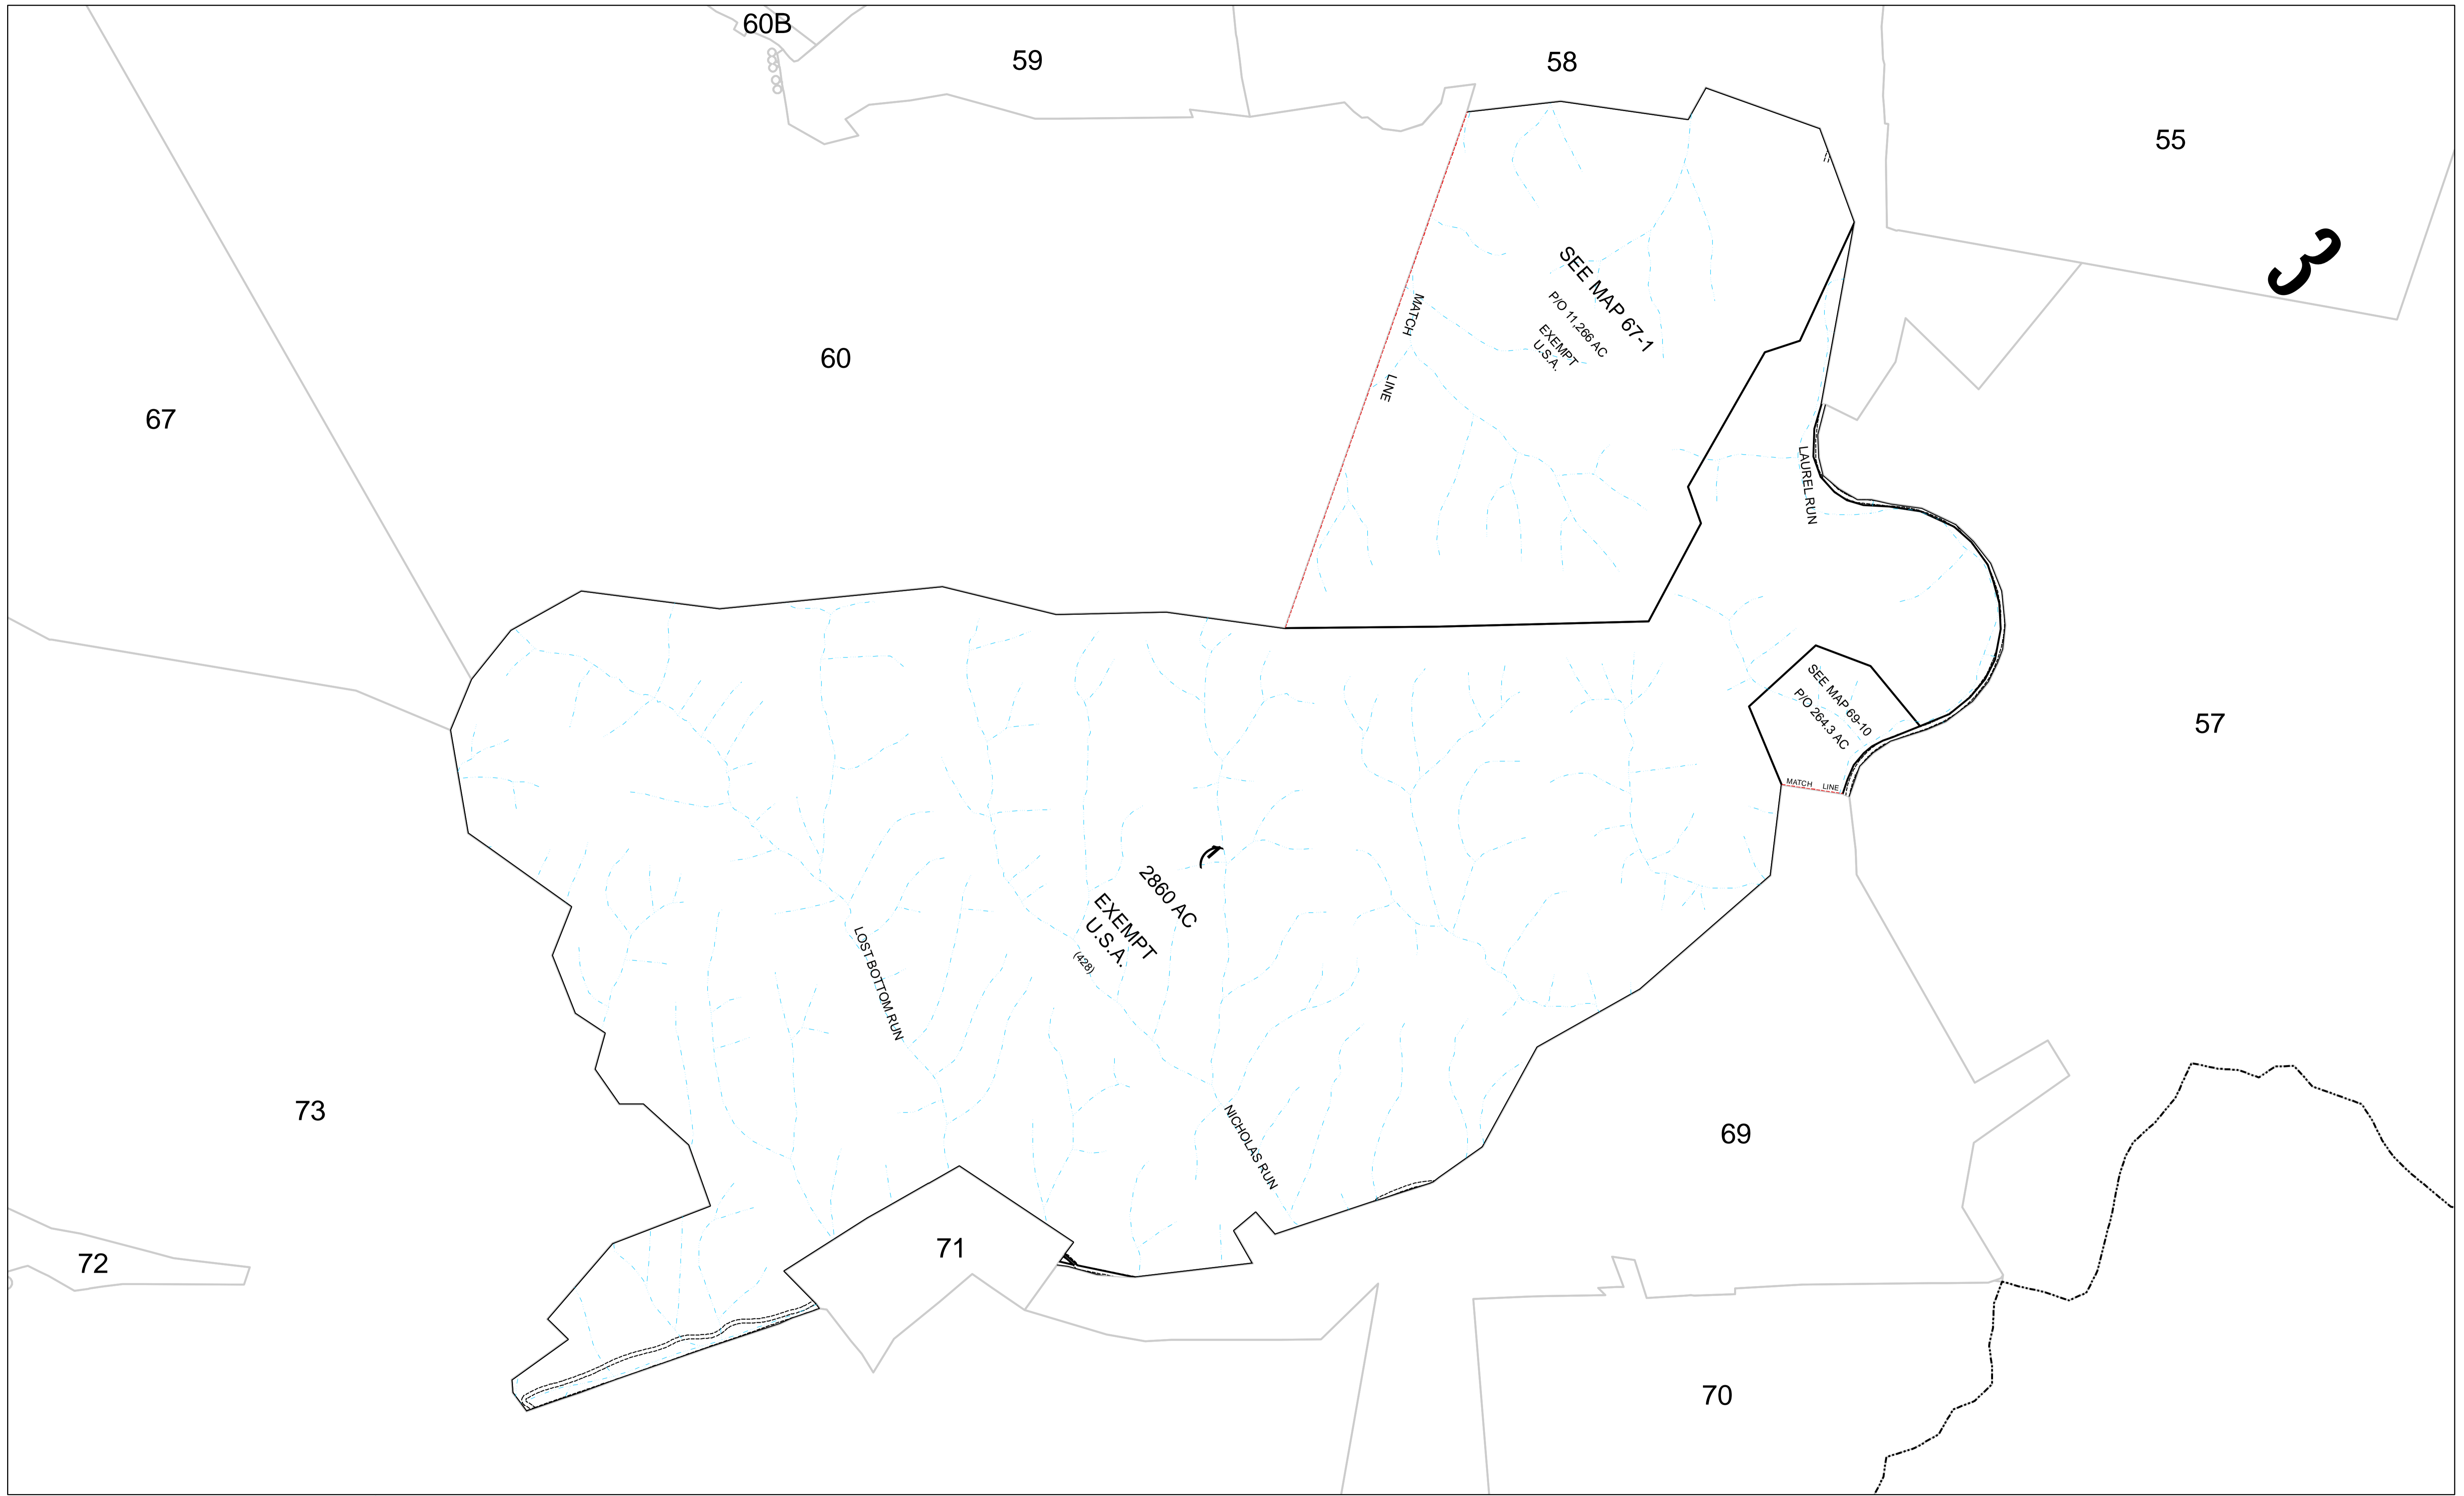 60B
59
58
55
3
SEE MAP 67-1
P/O 11,266 AC
EXEMPT
U.S.A.
MATCH LINE
60
67
LAUREL RUN
SEE MAP 69-10
P/O 264.3 AC
MATCH LINE
57
1
2860 AC
EXEMPT
U.S.A.
(428)
LOST BOTTOM RUN
NICHOLAS RUN
73
69
71
72
70